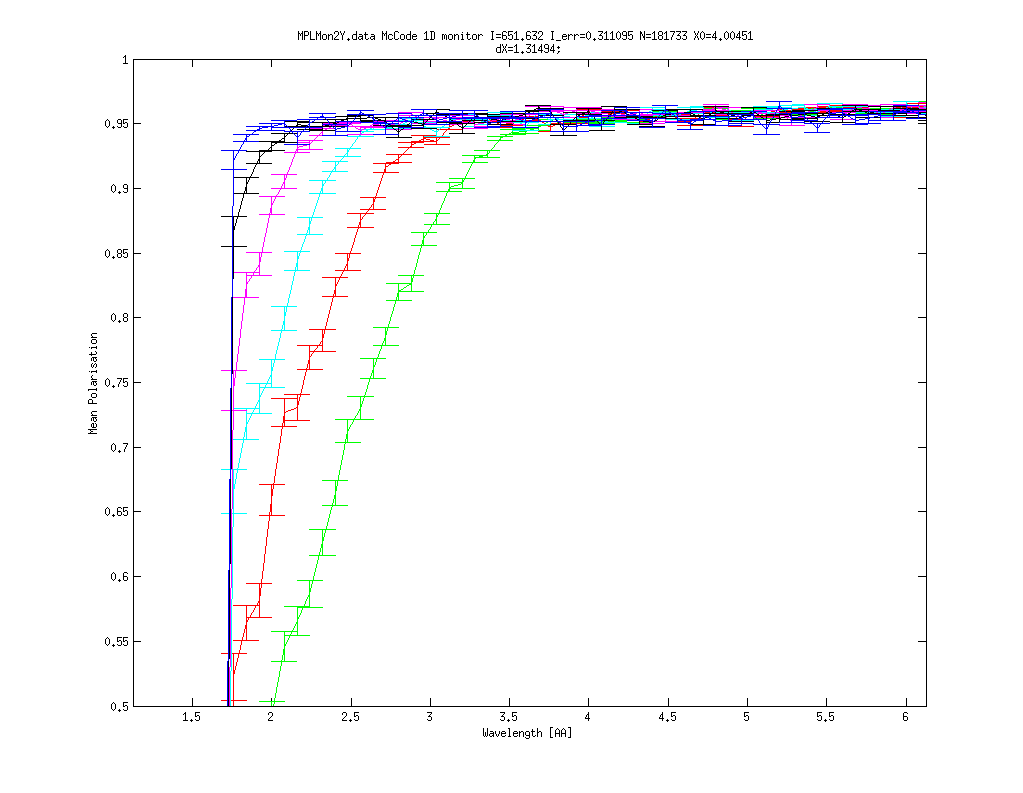 MPLMon2Y.data McCode 1D monitor I=651.632 I_err=0.311095 N=181733 X0=4.00451
dX=1.31494;
1
0.95
0.9
0.85
0.8
0.75
0.7
0.65
0.6
0.55
0.5
Mean Polarisation
1.5 2 2.5 3 3.5 4 4.5 5 5.5 6
Wavelength [AA]